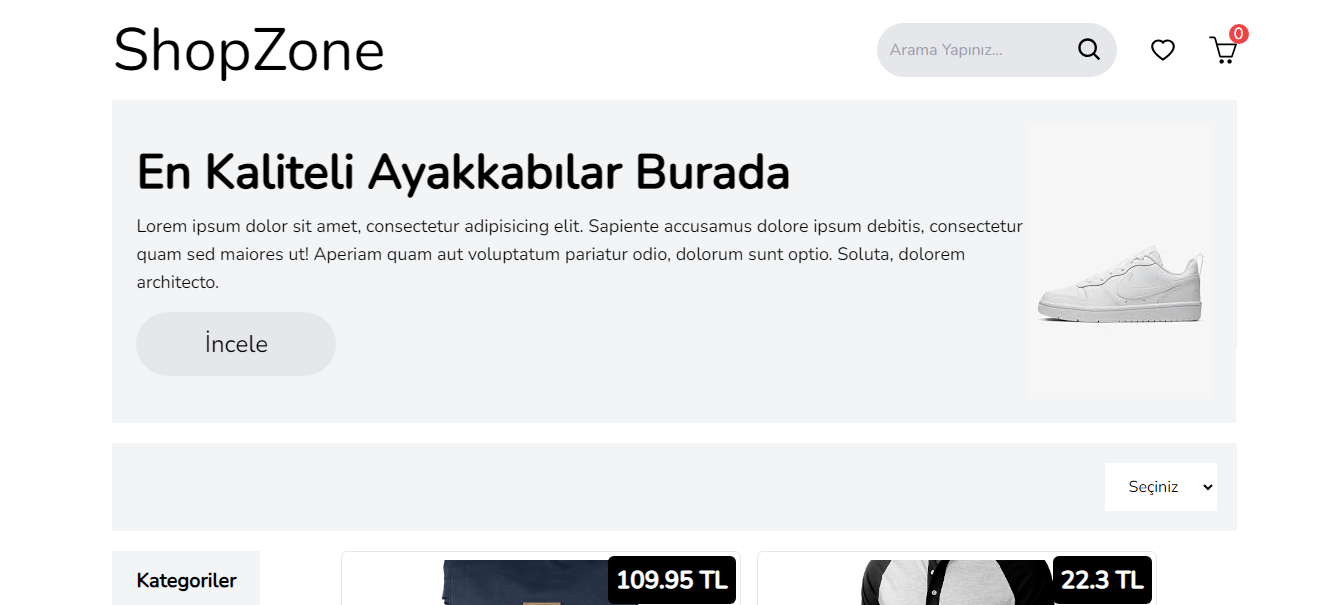 ShopZone
Arama Yapınız...
0
En Kaliteli Ayakkabılar Burada
Lorem ipsum dolor sit amet, consectetur adipisicing elit. Sapiente accusamus dolore ipsum debitis, consectetur
quam sed maiores ut! Aperiam quam aut voluptatum pariatur odio, dolorum sunt optio. Soluta, dolorem
architecto.
İncele
Seçiniz
Kategoriler
109.95 TL
22.3 TL